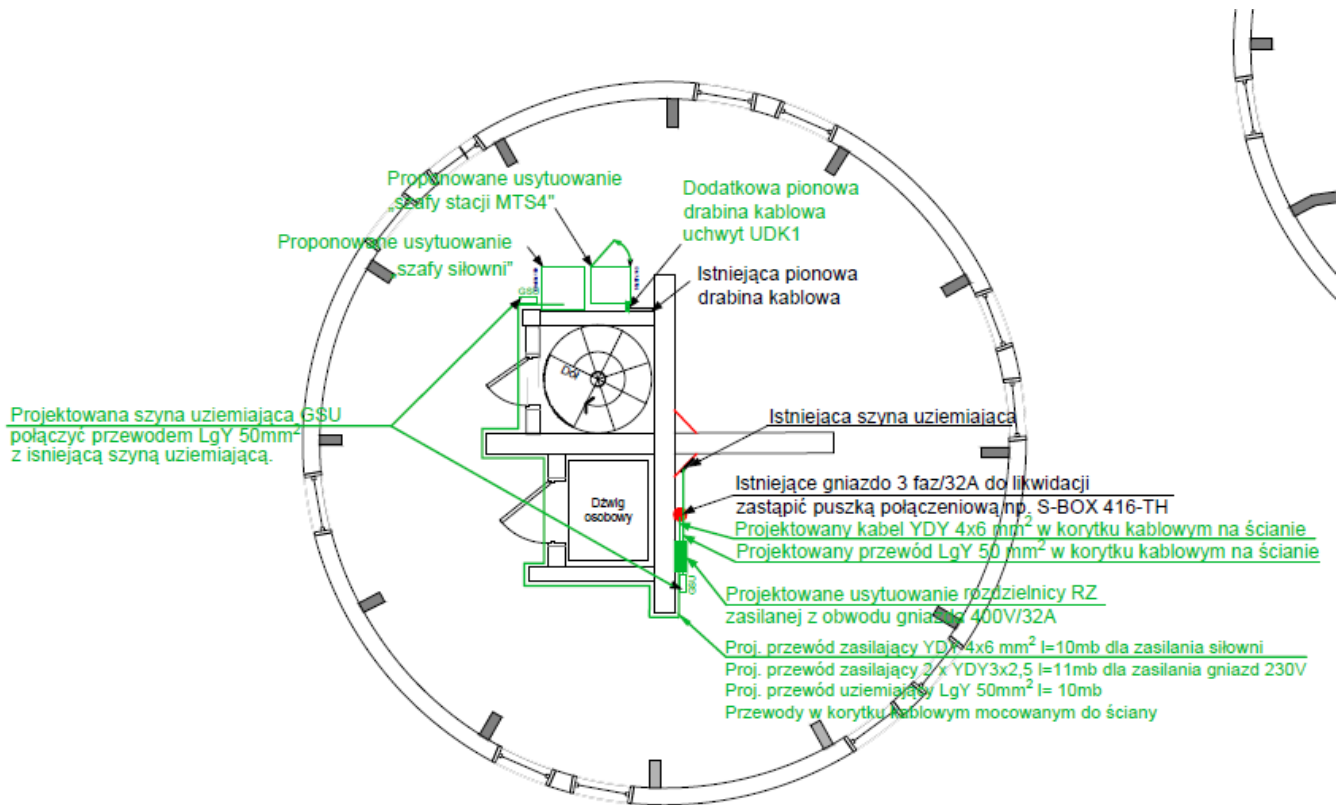 Proponowane usytuowanie
„szafy stacji MTS4"
Dodatkowa pionowa
drabina kablowa
uchwyt UDK1
Proponowane usytuowanie
„szafy siłowni”
Istniejąca pionowa
drabina kablowa
GSU
Dół
Projektowana szyna uziemiająca GSU
połączyć przewodem LgY 50mm²
z isniejącą szyną uziemiającą.
Istniejąca szyna uziemiająca
Istniejące gniazdo 3 faz/32A do likwidacji
zastąpić puszką połączeniową np. S-BOX 416-TH
Dźwig
osobowy
Projektowany kabel YDY 4x6 mm² w korytku kablowym na ścianie
Projektowany przewód LgY 50 mm² w korytku kablowym na ścianie
GSU
Projektowane usytuowanie rozdzielnicy RZ
zasilanej z obwodu gniazda 400V/32A
Proj. przewód zasilający YDY 4x6 mm² l=10mb dla zasilania siłowni
Proj. przewód zasilający 2 x YDY3x2,5 l=11mb dla zasilania gniazd 230V
Proj. przewód uziemiający LgY 50mm² l= 10mb
Przewody w korytku kablowym mocowanym do ściany